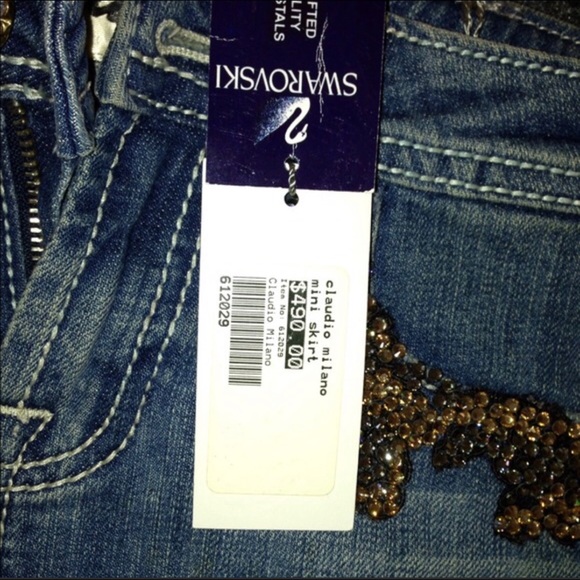 SWAROVSKI
claudio milano
mini skirt
$490.00
Item No: 612029
Claudio Milano
612029